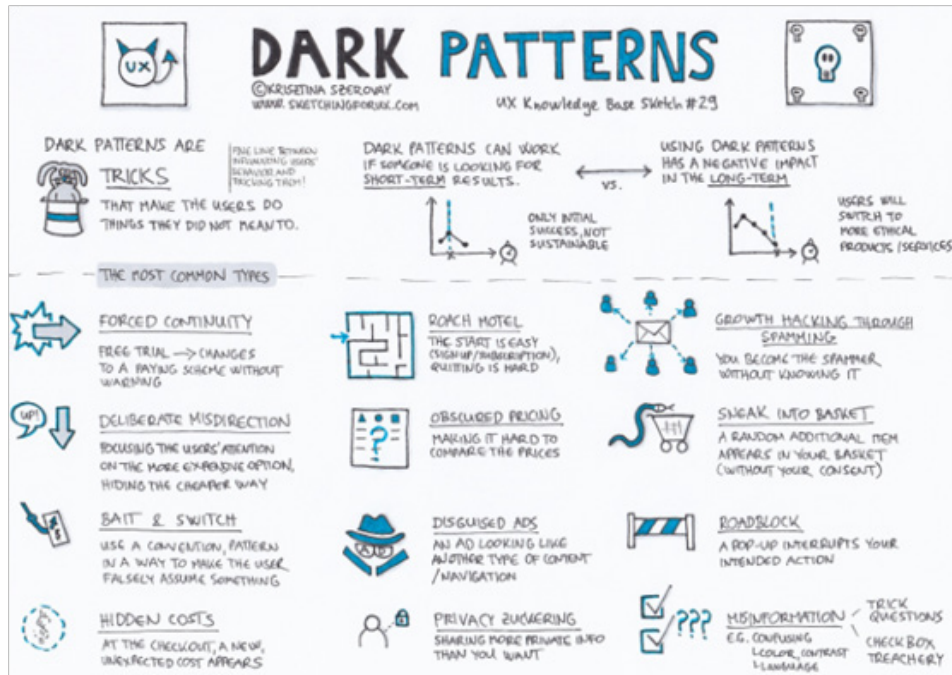 UX
DARK PATTERNS
©KRISZTINA SZEROVAY
WWW.SKETCHINGFORUX.COM
UX Knowledge Base Sketch #29
DARK PATTERNS ARE
TRICKS
THAT MAKE THE USERS DO
THINGS THEY DID NOT MEAN TO.
FINE LINE BETWEEN
INFLUENCING USERS'
BEHAVIOR AND
TRICKING THEM!
DARK PATTERNS CAN WORK
IF SOMEONE IS LOOKING FOR
SHORT-TERM RESULTS.
ONLY INITIAL
SUCCESS, NOT
SUSTAINABLE
VS.
USING DARK PATTERNS
HAS A NEGATIVE IMPACT
IN THE LONG-TERM
USERS WILL
SWITCH TO
MORE ETHICAL
PRODUCTS/SERVICES
THE MOST COMMON TYPES
FORCED CONTINUITY
FREE TRIAL → CHANGES
TO A PAYING SCHEME WITHOUT
WARNING
ROACH MOTEL
THE START IS EASY
(SIGNUP/SUBSCRIPTION),
QUITTING IS HARD
GROWTH HACKING THROUGH
SPAMMING
YOU BECOME THE SPAMMER
WITHOUT KNOWING IT
UP!
DELIBERATE MISDIRECTION
FOCUSING THE USERS' ATTENTION
ON THE MORE EXPENSIVE OPTION,
HIDING THE CHEAPER WAY
OBSCURED PRICING
MAKING IT HARD TO
COMPARE THE PRICES
SNEAK INTO BASKET
A RANDOM ADDITIONAL ITEM
APPEARS IN YOUR BASKET
(WITHOUT YOUR CONSENT)
BAIT & SWITCH
USE A CONVENTION, PATTERN
IN A WAY TO MAKE THE USER
FALSELY ASSUME SOMETHING
DISGUISED ADS
AN AD LOOKING LIKE
ANOTHER TYPE OF CONTENT
/NAVIGATION
ROADBLOCK
A POP-UP INTERRUPTS YOUR
INTENDED ACTION
HIDDEN COSTS
AT THE CHECKOUT, A NEW,
UNEXPECTED COST APPEARS
PRIVACY ZUCKERING
SHARING MORE PRIVATE INFO
THAN YOU WANT
???
MISINFORMATION
E.G. CONFUSING
COLOR, CONTRAST
LANGUAGE
TRICK
QUESTIONS
CHECKBOX
TREACHERY